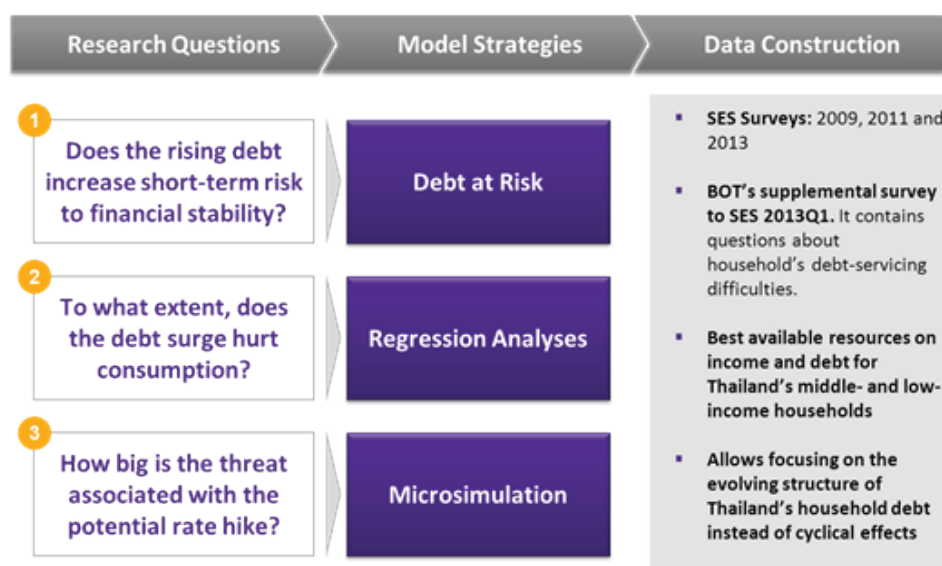 Research Questions
Model Strategies
Data Construction
1
Does the rising debt
increase short-term risk
to financial stability?
Debt at Risk
2
To what extent, does
the debt surge hurt
consumption?
Regression Analyses
3
How big is the threat
associated with the
potential rate hike?
Microsimulation
▪ SES Surveys: 2009, 2011 and
2013
▪ BOT's supplemental survey
to SES 2013Q1. It contains
questions about
household's debt-servicing
difficulties.
▪ Best available resources on
income and debt for
Thailand's middle- and low-
income households
▪ Allows focusing on the
evolving structure of
Thailand's household debt
instead of cyclical effects